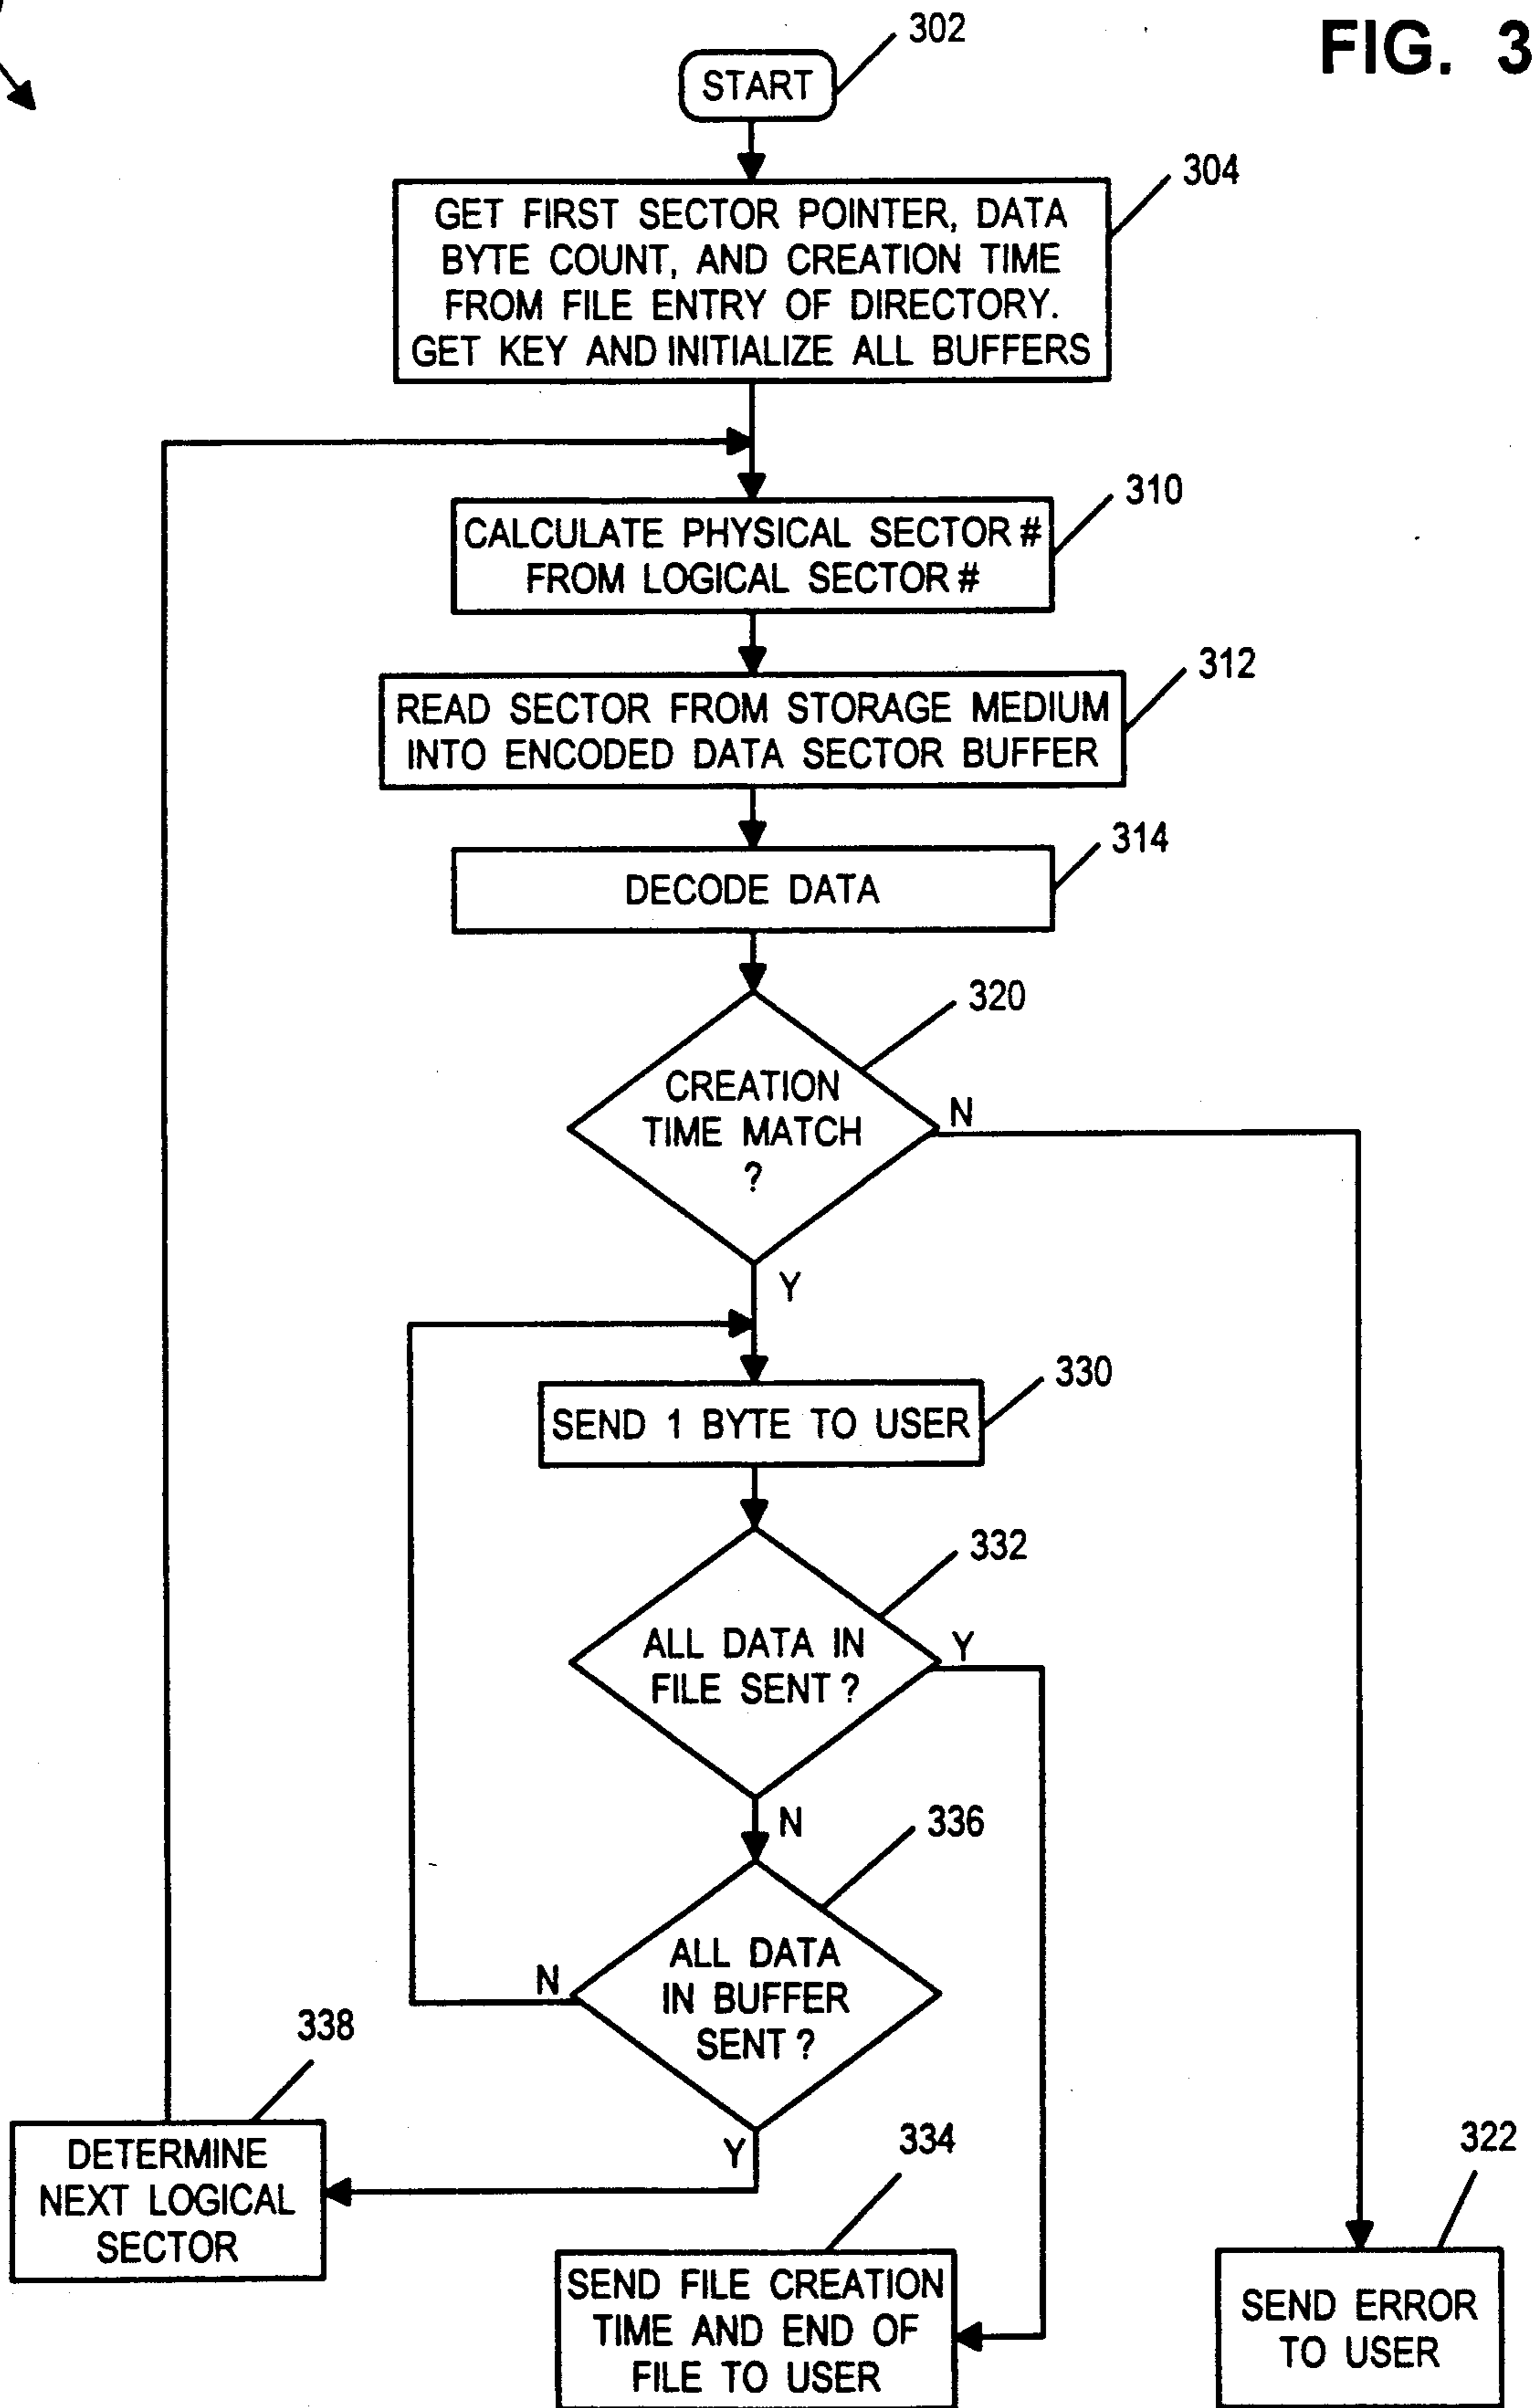 FIG. 3
302
START
304
GET FIRST SECTOR POINTER, DATA
BYTE COUNT, AND CREATION TIME
FROM FILE ENTRY OF DIRECTORY.
GET KEY AND INITIALIZE ALL BUFFERS
310
CALCULATE PHYSICAL SECTOR #
FROM LOGICAL SECTOR #
312
READ SECTOR FROM STORAGE MEDIUM
INTO ENCODED DATA SECTOR BUFFER
314
DECODE DATA
320
CREATION
TIME MATCH
?
N
Y
330
SEND 1 BYTE TO USER
332
ALL DATA IN
FILE SENT ?
Y
N
336
ALL DATA
IN BUFFER
SENT ?
N
Y
338
DETERMINE
NEXT LOGICAL
SECTOR
334
SEND FILE CREATION
TIME AND END OF
FILE TO USER
322
SEND ERROR
TO USER